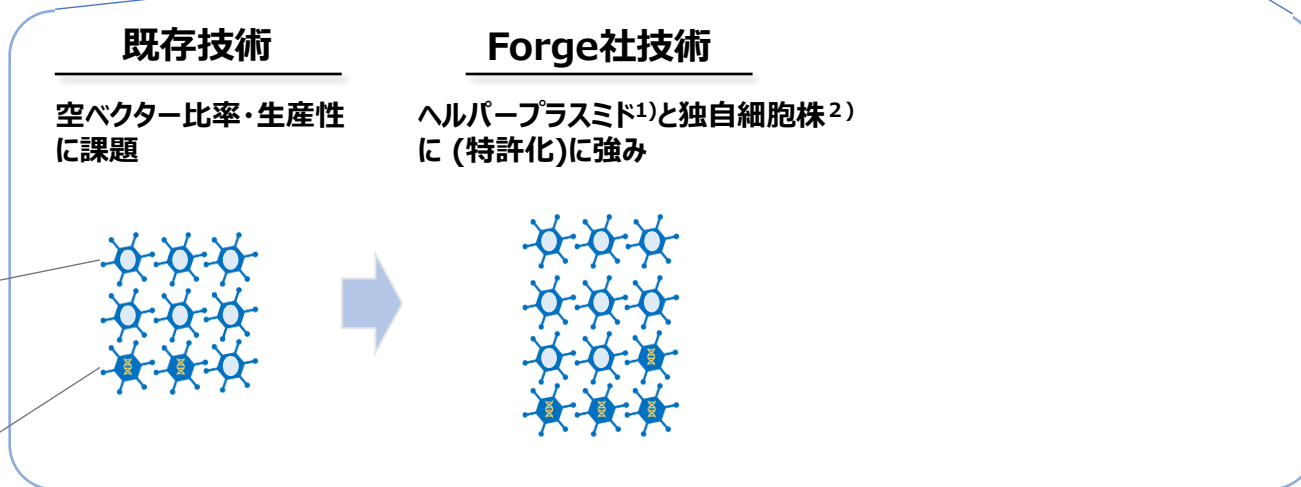 既存技術
Forge社技術
空ベクター比率・生産性
に課題
ヘルパープラスミド1)と独自細胞株2)
に (特許化)に強み